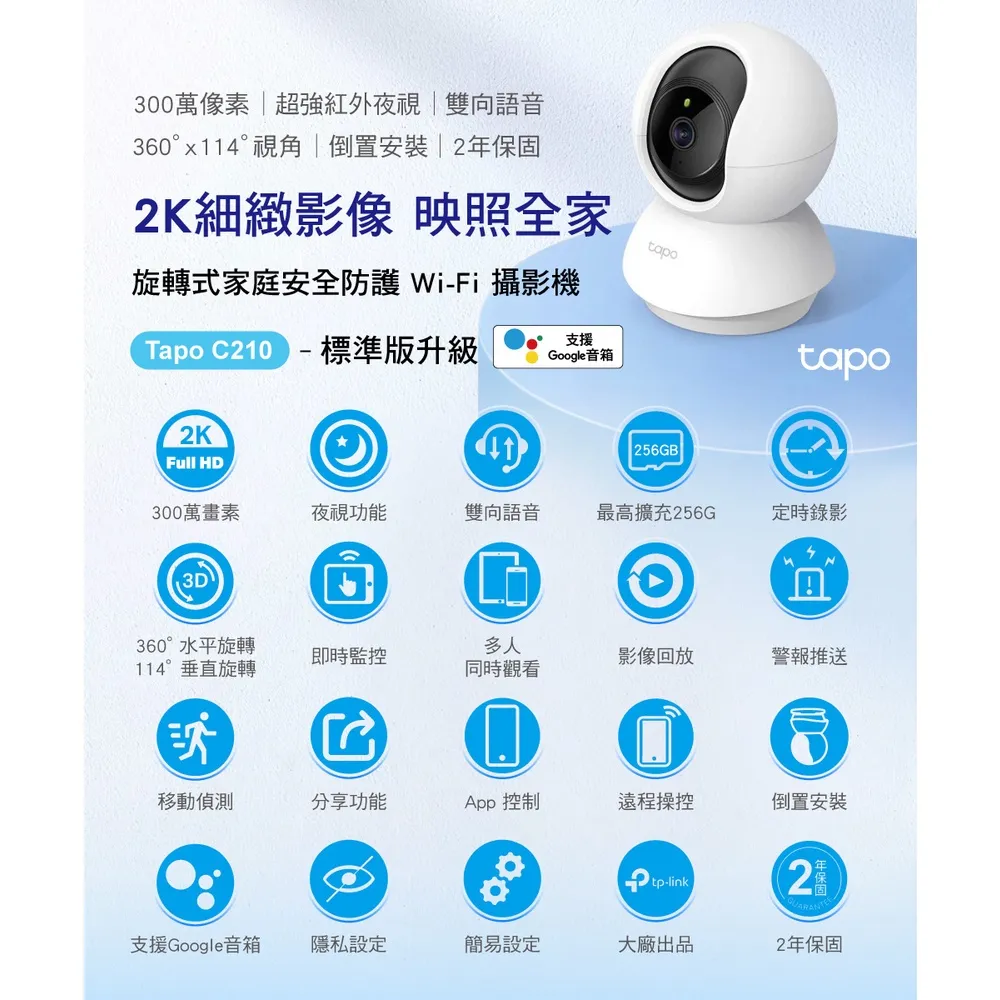 300萬像素｜超強紅外夜視｜雙向語音
360°x114°視角｜倒置安裝｜2年保固
2K細緻影像 映照全家
旋轉式家庭安全防護 Wi-Fi 攝影機
Tapo C210 - 標準版升級
支援
Google音箱
tapo
tapo
2K
Full HD
256GB
300萬畫素
夜視功能
雙向語音
最高擴充256G
定時錄影
3D
360° 水平旋轉
114° 垂直旋轉
即時監控
多人
同時觀看
影像回放
警報推送
移動偵測
分享功能
App 控制
遠程操控
倒置安裝
tp-link
2年保固
GUARANTEE
支援Google音箱
隱私設定
簡易設定
大廠出品
2年保固